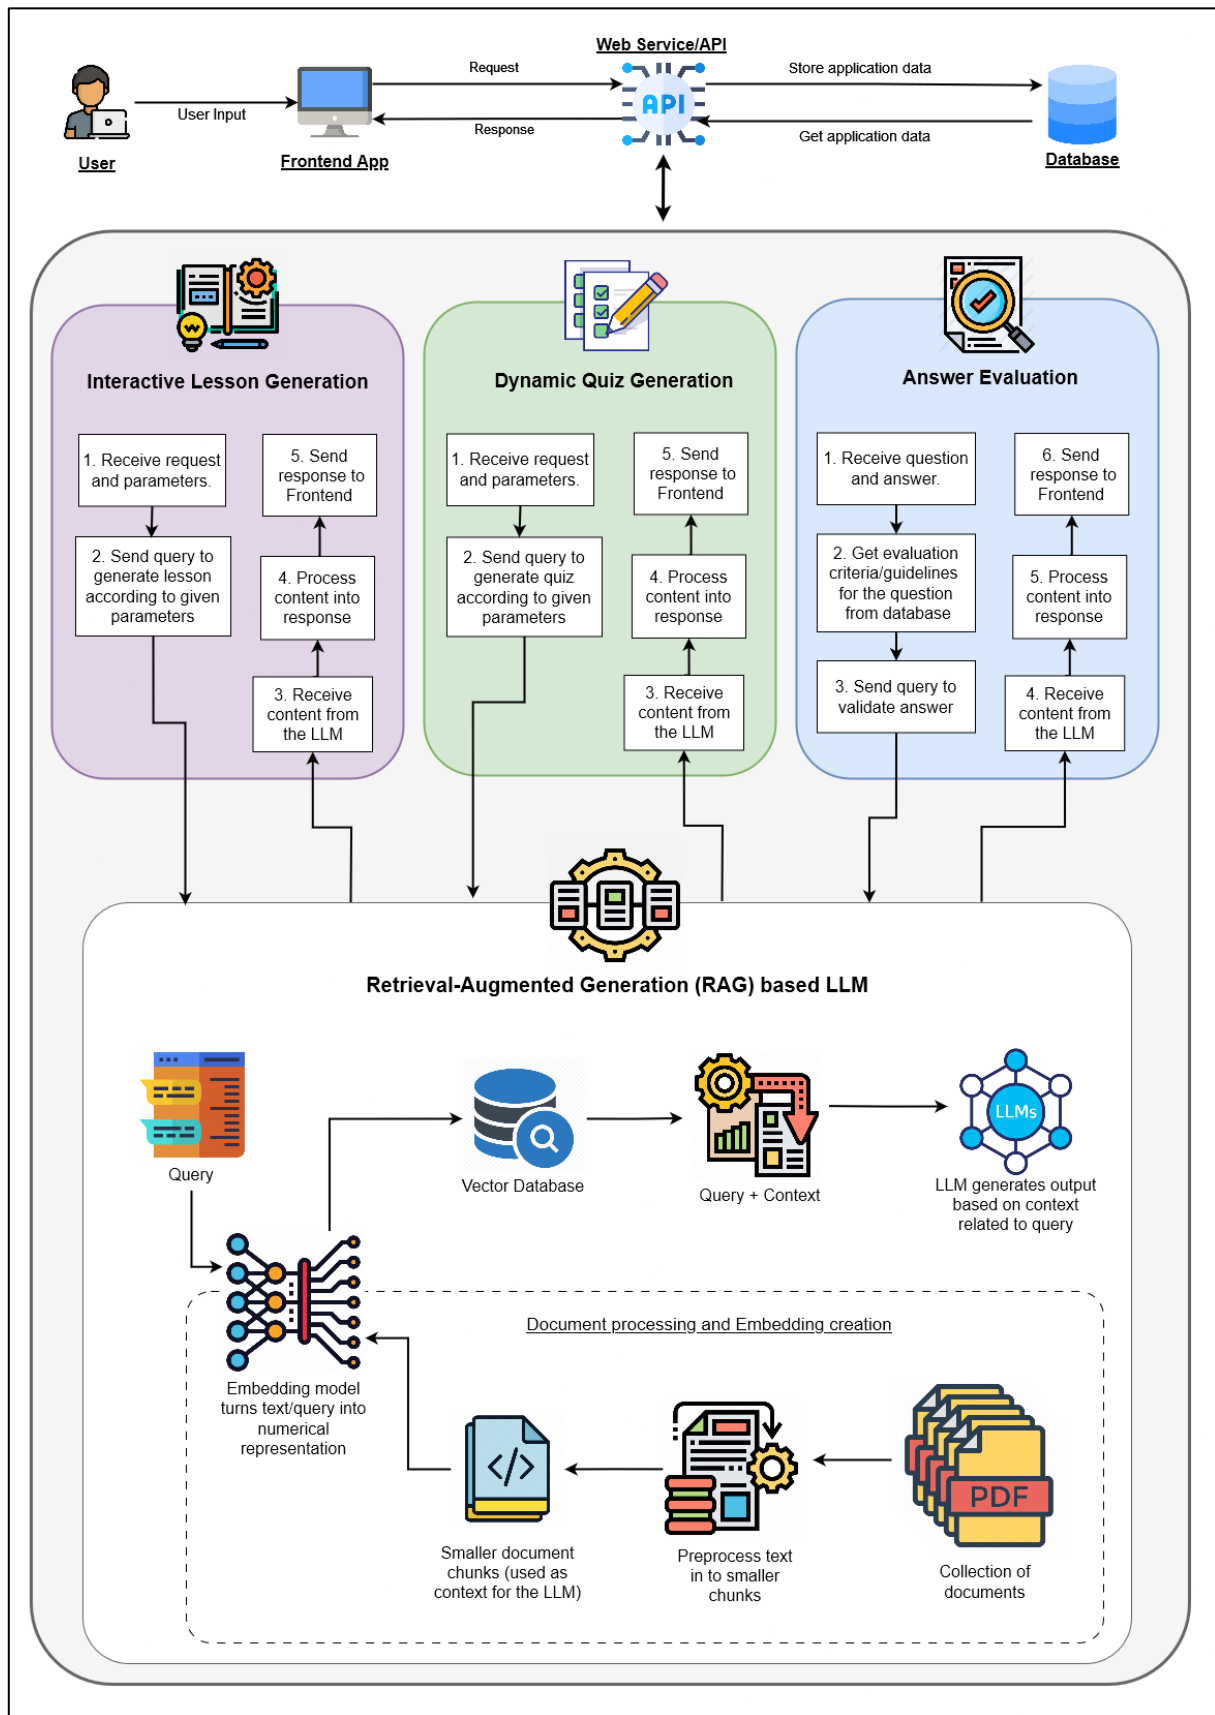 Web Service/API
Request
Store application data
API
User Input
Response
Get application data
User
Frontend App
Database
Interactive Lesson Generation
1. Receive request
and parameters.
2. Send query to
generate lesson
according to given
parameters
5. Send
response to
Frontend
4. Process
content into
response
3. Receive
content from
the LLM
Dynamic Quiz Generation
1. Receive request
and parameters.
2. Send query to
generate quiz
according to given
parameters
5. Send
response to
Frontend
4. Process
content into
response
3. Receive
content from
the LLM
Answer Evaluation
1. Receive question
and answer.
2. Get evaluation
criteria/guidelines
for the question
from database
3. Send query to
validate answer
6. Send
response to
Frontend
5. Process
content into
response
4. Receive
content from
the LLM
Retrieval-Augmented Generation (RAG) based LLM
Query
Vector Database
Query + Context
LLMs
LLM generates output
based on context
related to query
Document processing and Embedding creation
Embedding model
turns text/query into
numerical
representation
</>
Smaller document
chunks (used as
context for the LLM)
Preprocess text
in to smaller
chunks
PDF
Collection of
documents